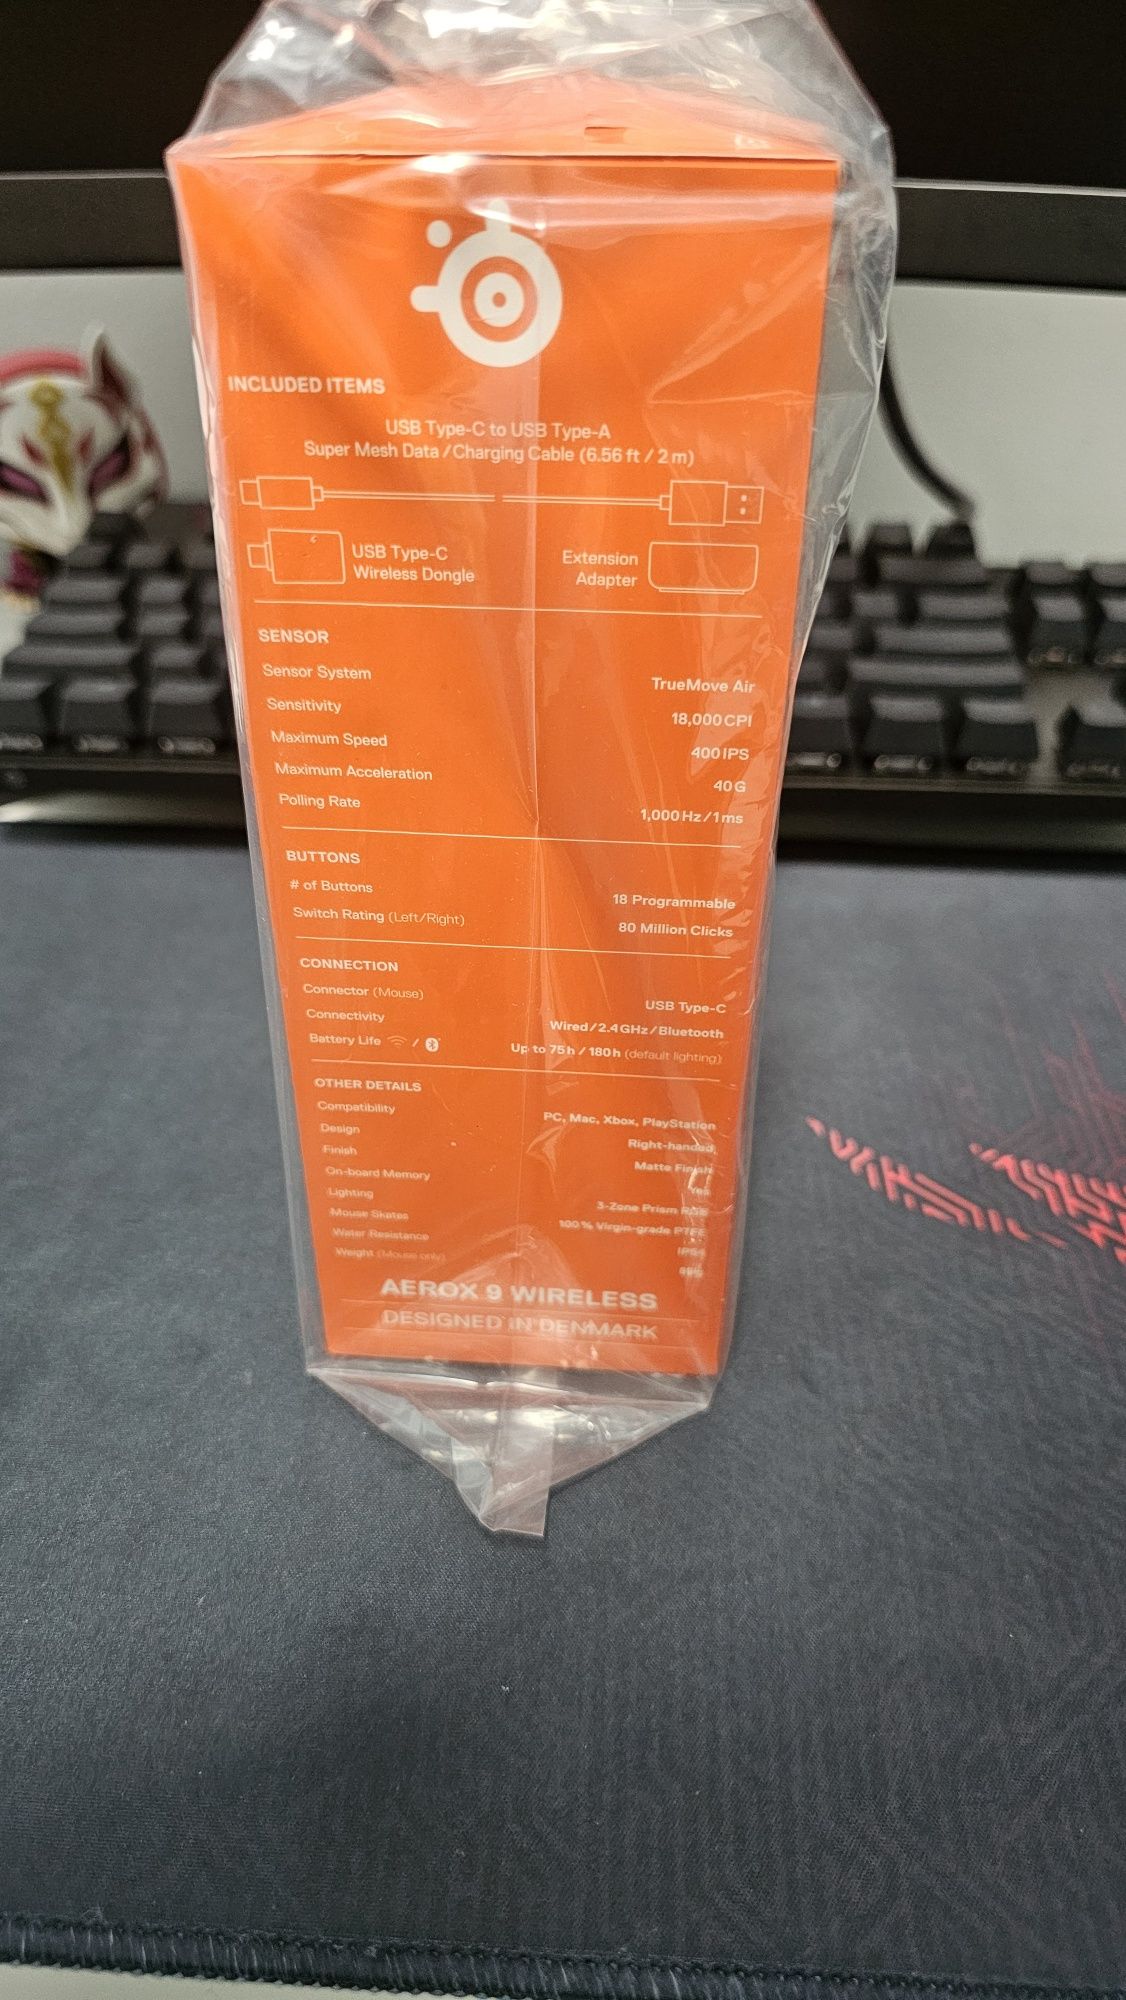 INCLUDED ITEMS
USB Type-C to USB Type-A
Super Mesh Data / Charging Cable (6.56 ft / 2 m)
USB Type-C
Wireless Dongle
Extension
Adapter
SENSOR
Sensor System TrueMove Air
Sensitivity 18,000 CPI
Maximum Speed 400 IPS
Maximum Acceleration 40 G
Polling Rate 1,000 Hz / 1 ms
BUTTONS
# of Buttons 18 Programmable
Switch Rating (Left/Right) 80 Million Clicks
CONNECTION
Connector (Mouse) USB Type-C
Connectivity Wired / 2.4 GHz / Bluetooth
Battery Life / Up to 75 h / 180 h (default lighting)
OTHER DETAILS
Compatibility PC, Mac, Xbox, PlayStation
Design Right-handed
Finish Matte Finish
On-board Memory Yes
Lighting 3-Zone Prism RGB
Mouse Skates 100 % Virgin-grade PTFE
Water Resistance IP54
Weight (Mouse only)
AEROX 9 WIRELESS
DESIGNED IN DENMARK